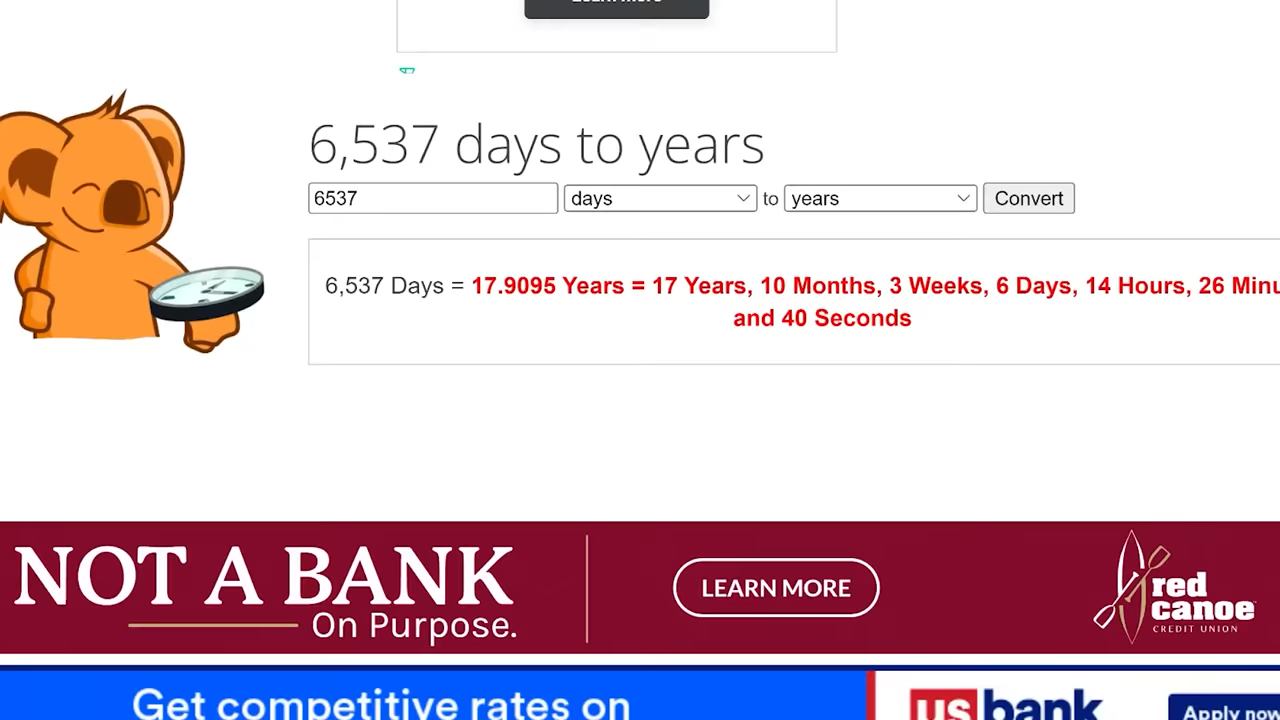 6,537 days to years
6537 days to years Convert
6,537 Days = 17.9095 Years = 17 Years, 10 Months, 3 Weeks, 6 Days, 14 Hours, 26 Minu
and 40 Seconds
NOT A BANK
On Purpose.
LEARN MORE
red
canoe
CREDIT UNION
Get competitive rates on
us bank
Apply now